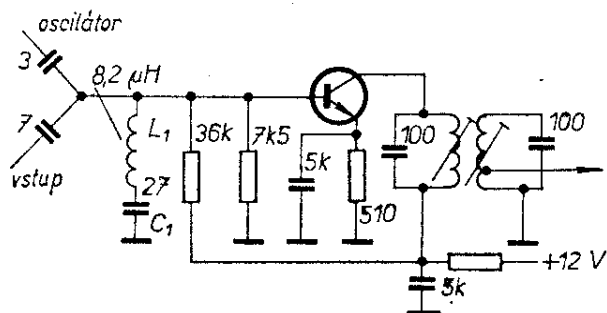 oscilátor
3
8,2 μH
7
vstup
L₁
27
C₁
36k
7k5
5k
510
100
100
+12 V
5k